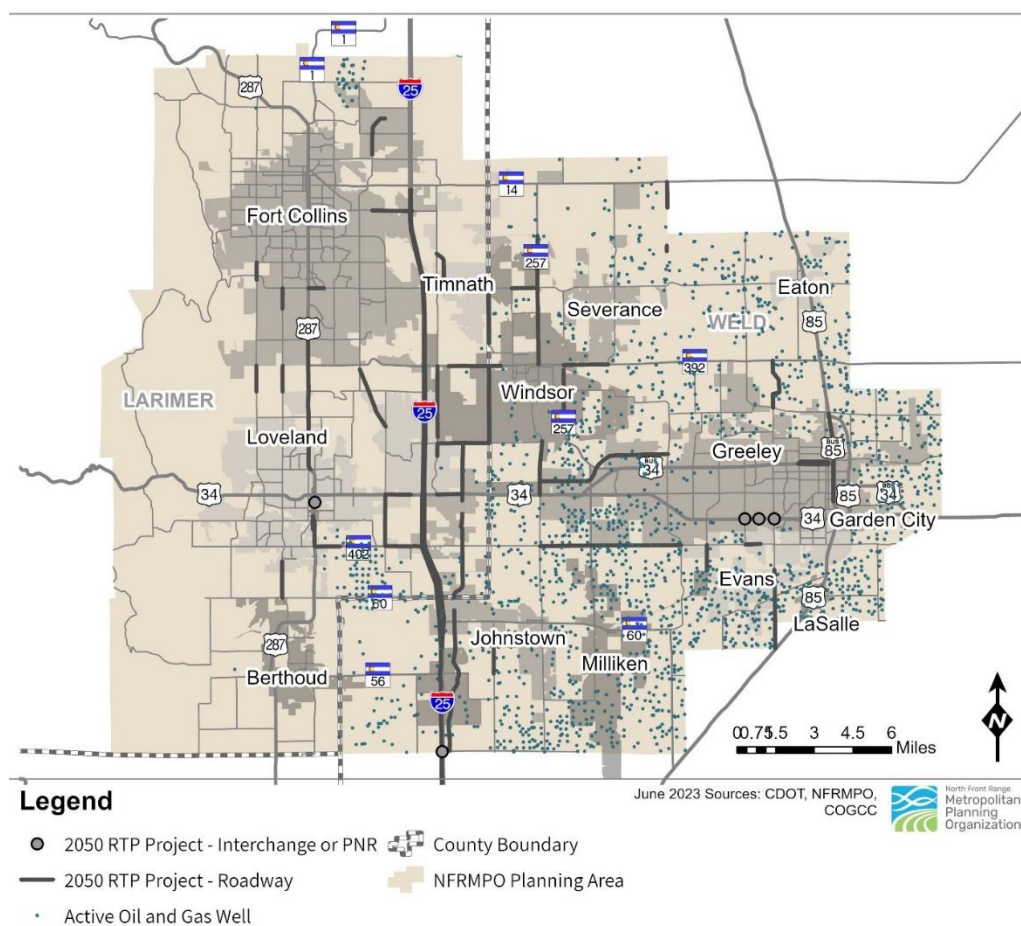 1
1
287
25
14
Fort Collins
257
Timnath
Eaton
Severance
287
WELD
85
392
LARIMER
Windsor
25
257
Loveland
Greeley
BUS
85
BUS
34
34
34
85
BUS
34
34
Garden City
402
Evans
60
85
LaSalle
Johnstown
60
287
Milliken
Berthoud
56
25
N
0 0.75 1.5 3 4.5 6
Miles
Legend
June 2023 Sources: CDOT, NFRMPO,
COGCC
North Front Range
Metropolitan
Planning
Organization
2050 RTP Project - Interchange or PNR
County Boundary
2050 RTP Project - Roadway
NFRMPO Planning Area
Active Oil and Gas Well